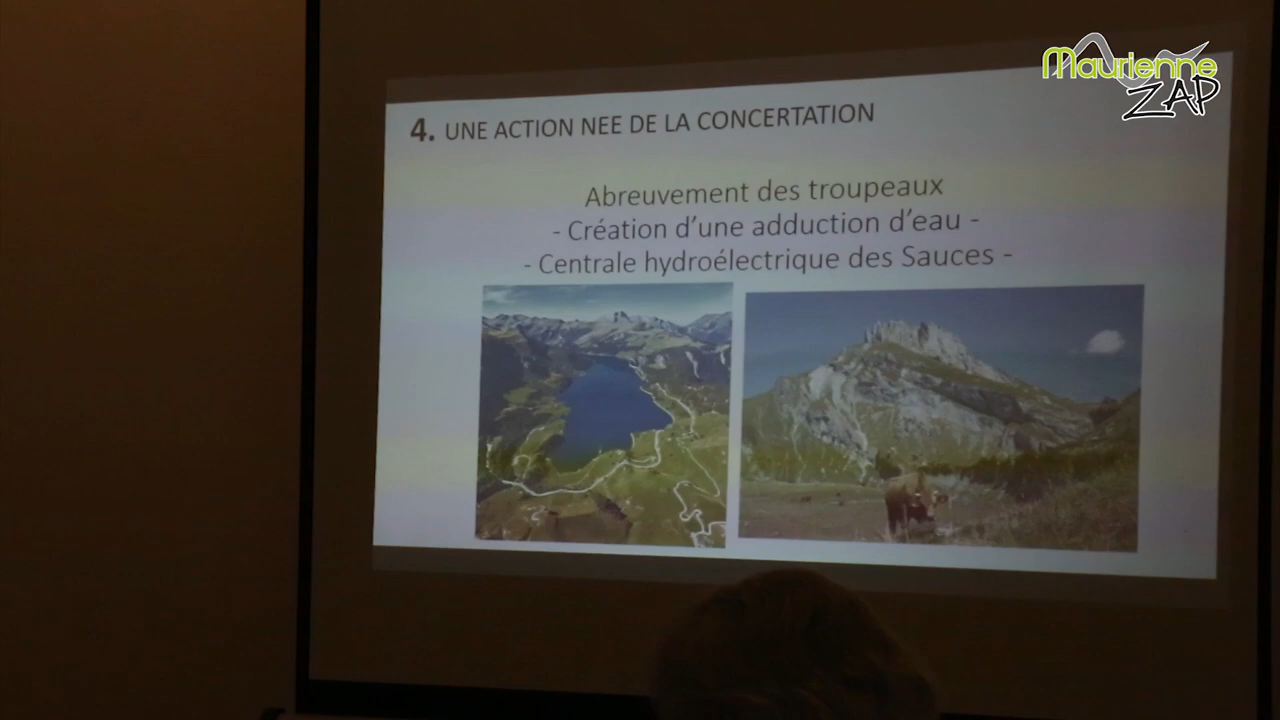 Maurienne
ZAP
4. UNE ACTION NEE DE LA CONCERTATION
Abreuvement des troupeaux
- Création d'une adduction d'eau -
- Centrale hydroélectrique des Sauces -